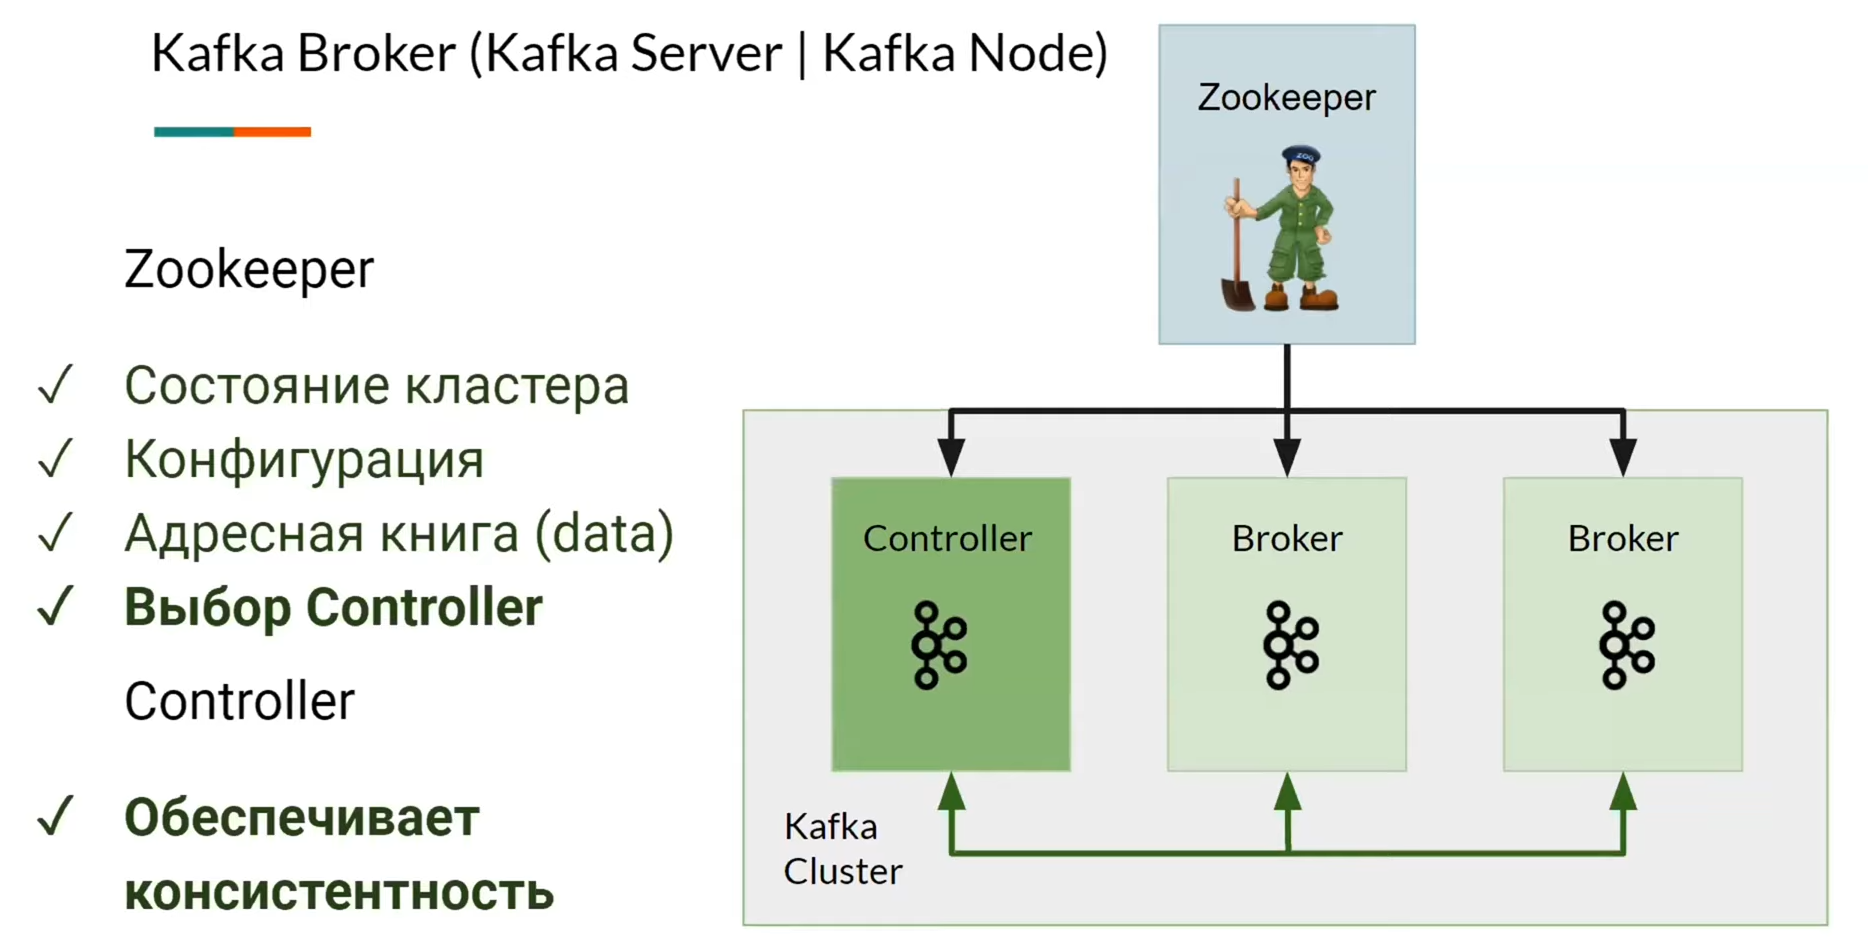 Kafka Broker (Kafka Server | Kafka Node)
Zookeeper
✓ Состояние кластера
✓ Конфигурация
✓ Адресная книга (data)
✓ Выбор Controller
Controller
✓ Обеспечивает
консистентность
Zookeeper
ZOO
Controller
Broker
Broker
Kafka
Cluster